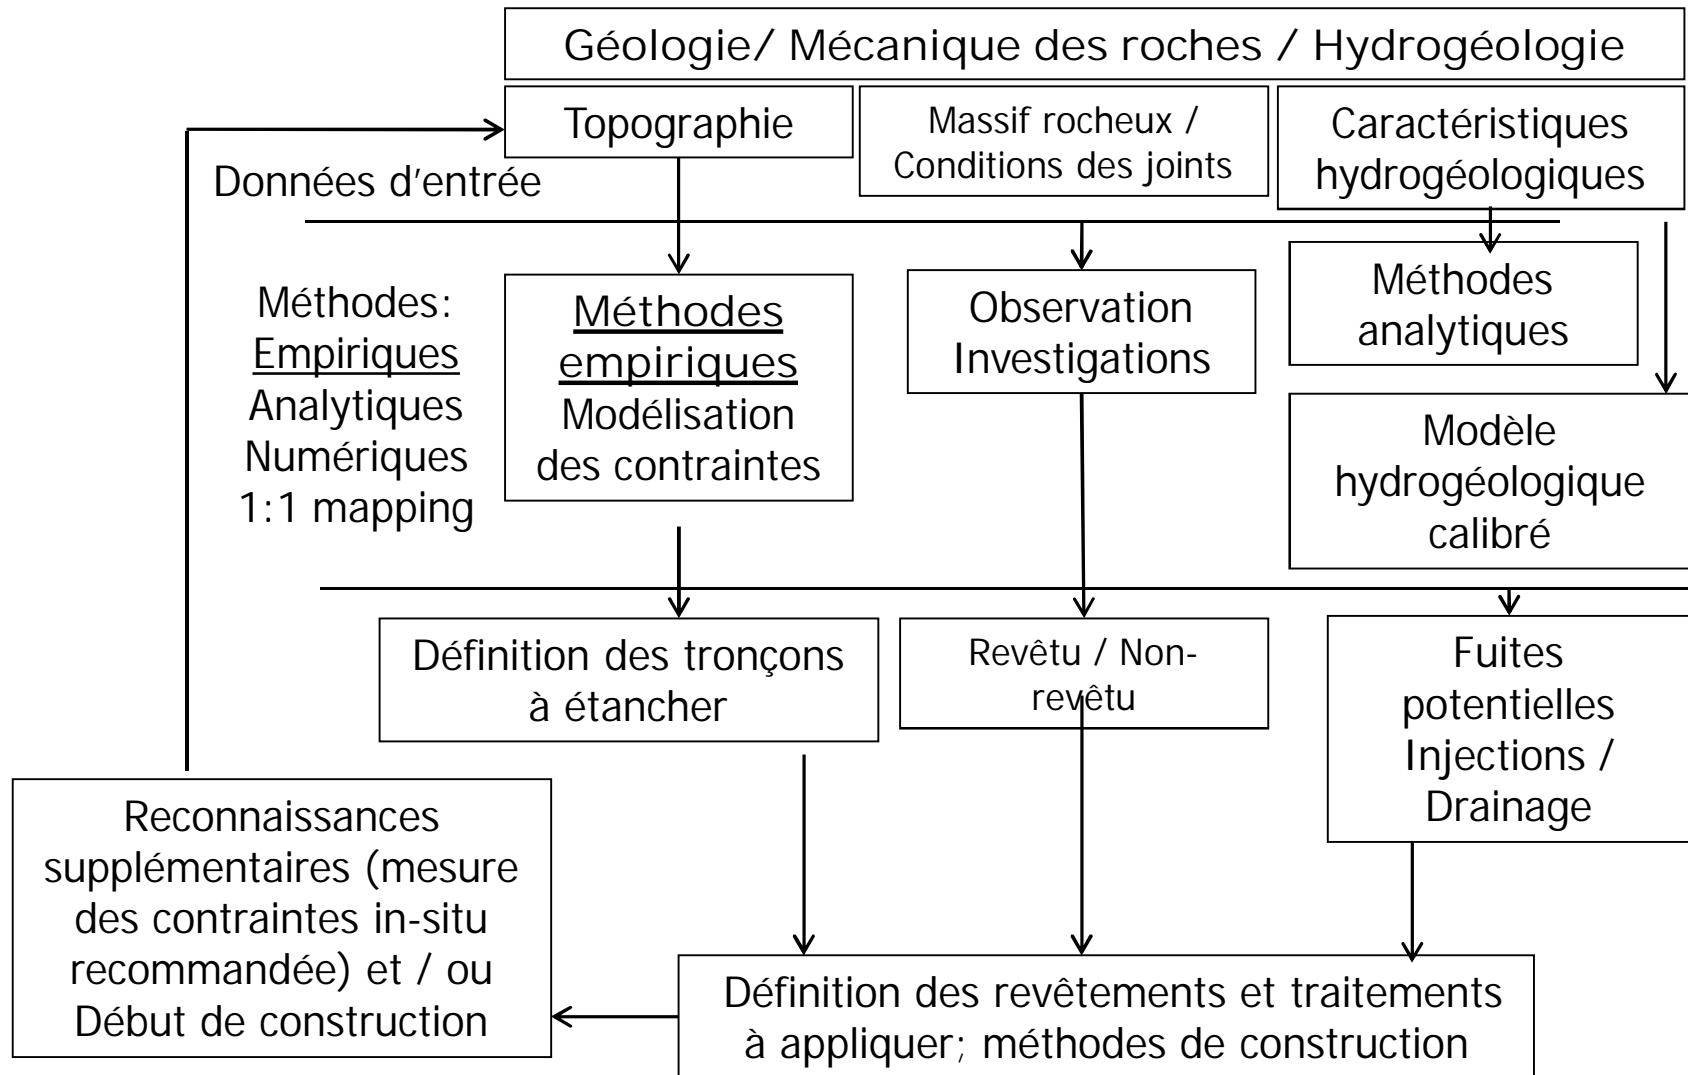 Géologie/ Mécanique des roches / Hydrogéologie
Topographie
Massif rocheux /
Conditions des joints
Caractéristiques
hydrogéologiques
Données d'entrée
Méthodes:
Empiriques
Analytiques
Numériques
1:1 mapping
Méthodes
empiriques
Modélisation
des contraintes
Observation
Investigations
Méthodes
analytiques
Modèle
hydrogéologique
calibré
Définition des tronçons
à étancher
Revêtu / Non-
revêtu
Fuites
potentielles
Injections /
Drainage
Reconnaissances
supplémentaires (mesure
des contraintes in-situ
recommandée) et / ou
Début de construction
Définition des revêtements et traitements
à appliquer; méthodes de construction